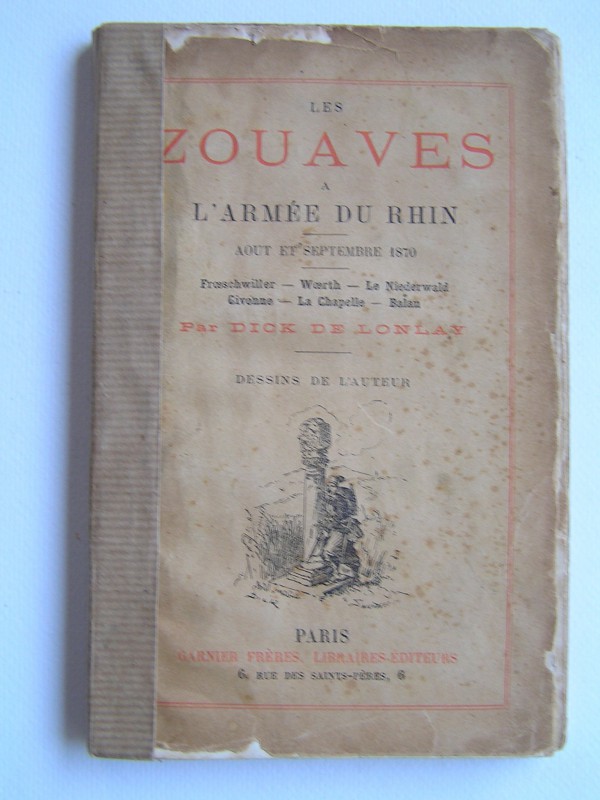 LES
ZOUAVES
A
L'ARMÉE DU RHIN
AOUT ET SEPTEMBRE 1870
Frœschwiller — Wœrth — Le Niederwald
Givonne — La Chapelle — Balan
Par DICK DE LONLAY
DESSINS DE L'AUTEUR
Dick
PARIS
GARNIER FRÈRES, LIBRAIRES-ÉDITEURS
6, RUE DES SAINTS-PÈRES, 6